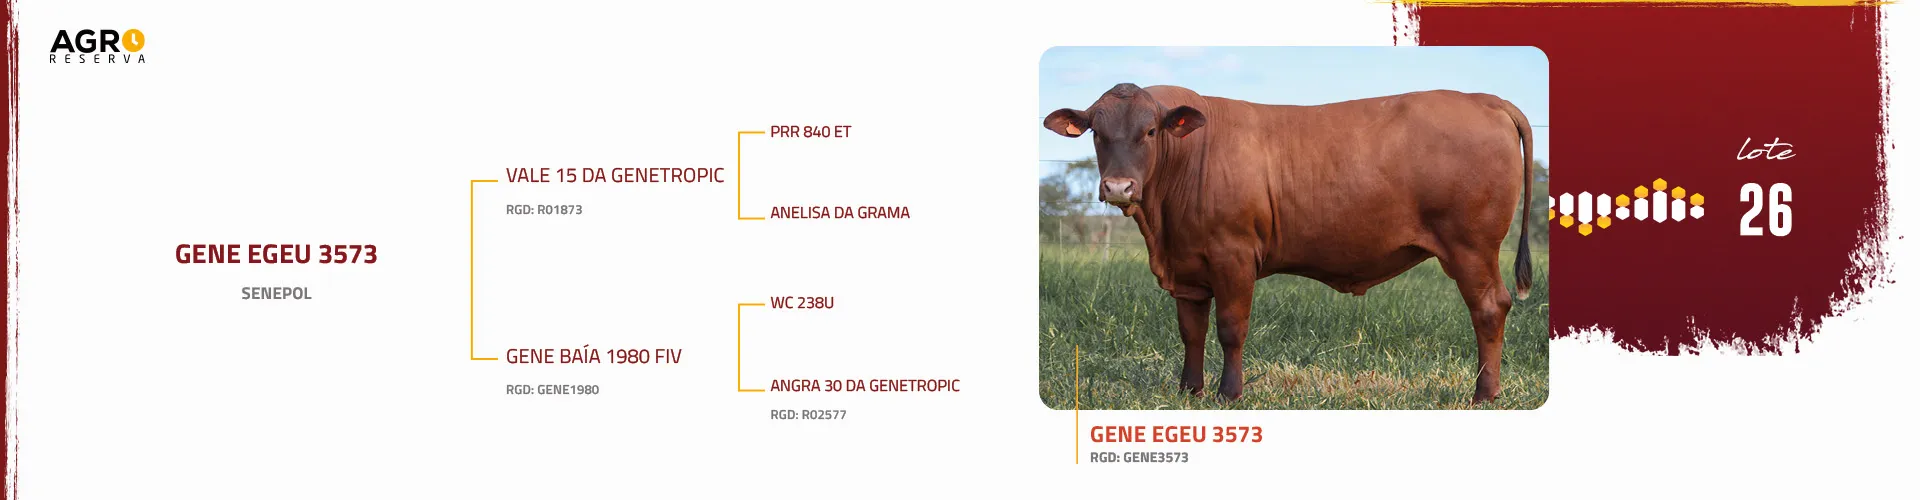 AGRO
RESERVA
GENE EGEU 3573
SENEPOL
VALE 15 DA GENETROPIC
RGD: R01873
GENE BAÍA 1980 FIV
RGD: GENE1980
PRR 840 ET
ANELISA DA GRAMA
WC 238U
ANGRA 30 DA GENETROPIC
RGD: R02577
GENE EGEU 3573
RGD: GENE3573
lote
26